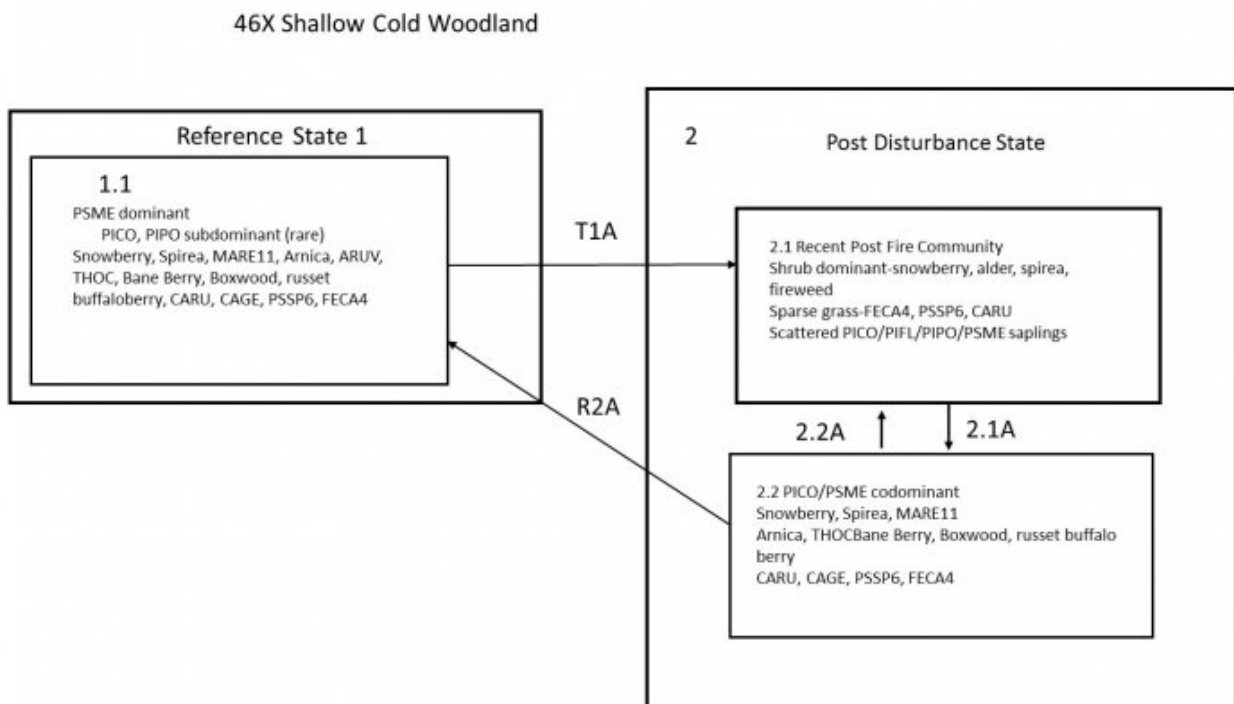 46X Shallow Cold Woodland
Reference State 1
1.1
PSME dominant
PICO, PIPO subdominant (rare)
Snowberry, Spirea, MARE11, Arnica, ARUV,
THOC, Bane Berry, Boxwood, russet
buffaloberry, CARU, CAGE, PSSP6, FECA4
T1A
R2A
2
Post Disturbance State
2.1 Recent Post Fire Community
Shrub dominant-snowberry, alder, spirea,
fireweed
Sparse grass-FECA4, PSSP6, CARU
Scattered PICO/PIFL/PIPO/PSME saplings
2.2A
2.1A
2.2 PICO/PSME codominant
Snowberry, Spirea, MARE11
Arnica, THOCBane Berry, Boxwood, russet buffalo
berry
CARU, CAGE, PSSP6, FECA4